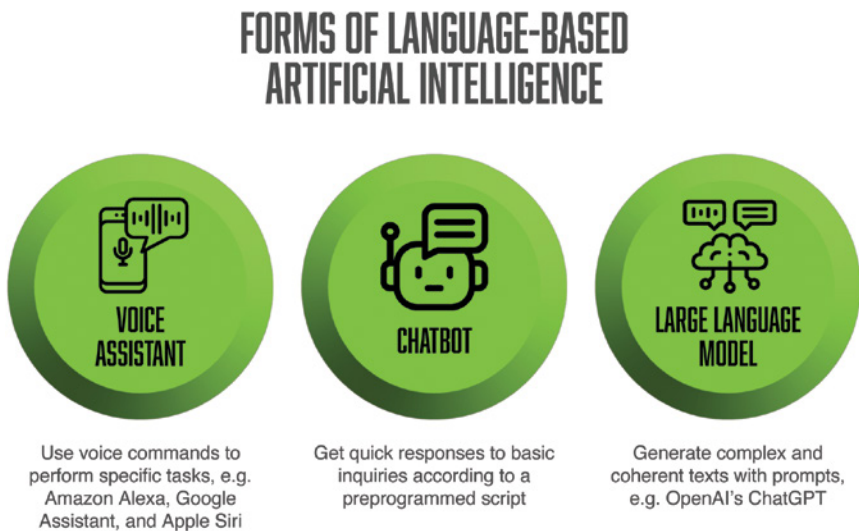 FORMS OF LANGUAGE-BASED
ARTIFICIAL INTELLIGENCE
VOICE
ASSISTANT
Use voice commands to
perform specific tasks, e.g.
Amazon Alexa, Google
Assistant, and Apple Siri
CHATBOT
Get quick responses to basic
inquiries according to a
preprogrammed script
LARGE LANGUAGE
MODEL
Generate complex and
coherent texts with prompts,
e.g. OpenAI's ChatGPT